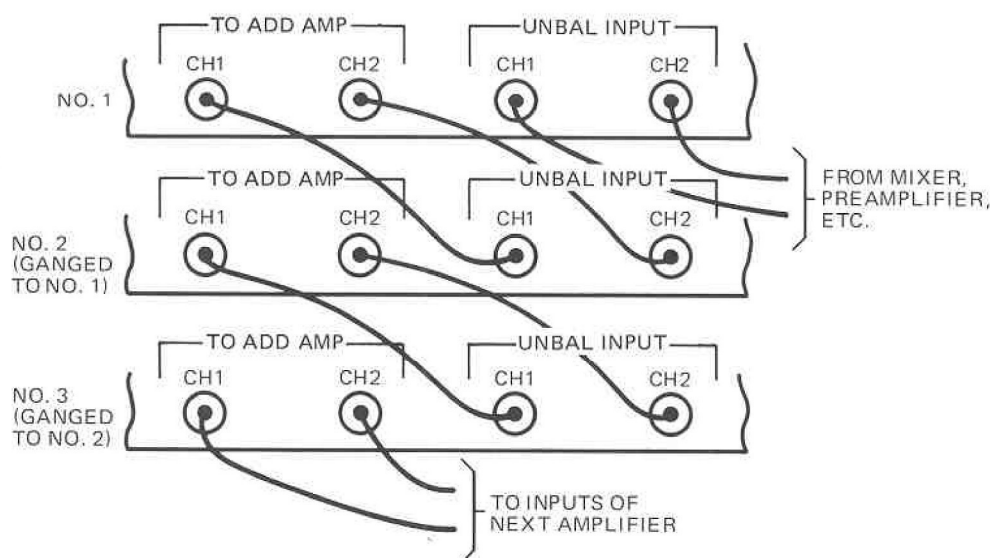 TO ADD AMP
UNBAL INPUT
CH1
CH2
CH1
CH2
NO. 1
TO ADD AMP
UNBAL INPUT
FROM MIXER,
PREAMPLIFIER,
ETC.
CH1
CH2
CH1
CH2
NO. 2
(GANGED
TO NO. 1)
TO ADD AMP
UNBAL INPUT
CH1
CH2
CH1
CH2
NO. 3
(GANGED
TO NO. 2)
TO INPUTS OF
NEXT AMPLIFIER